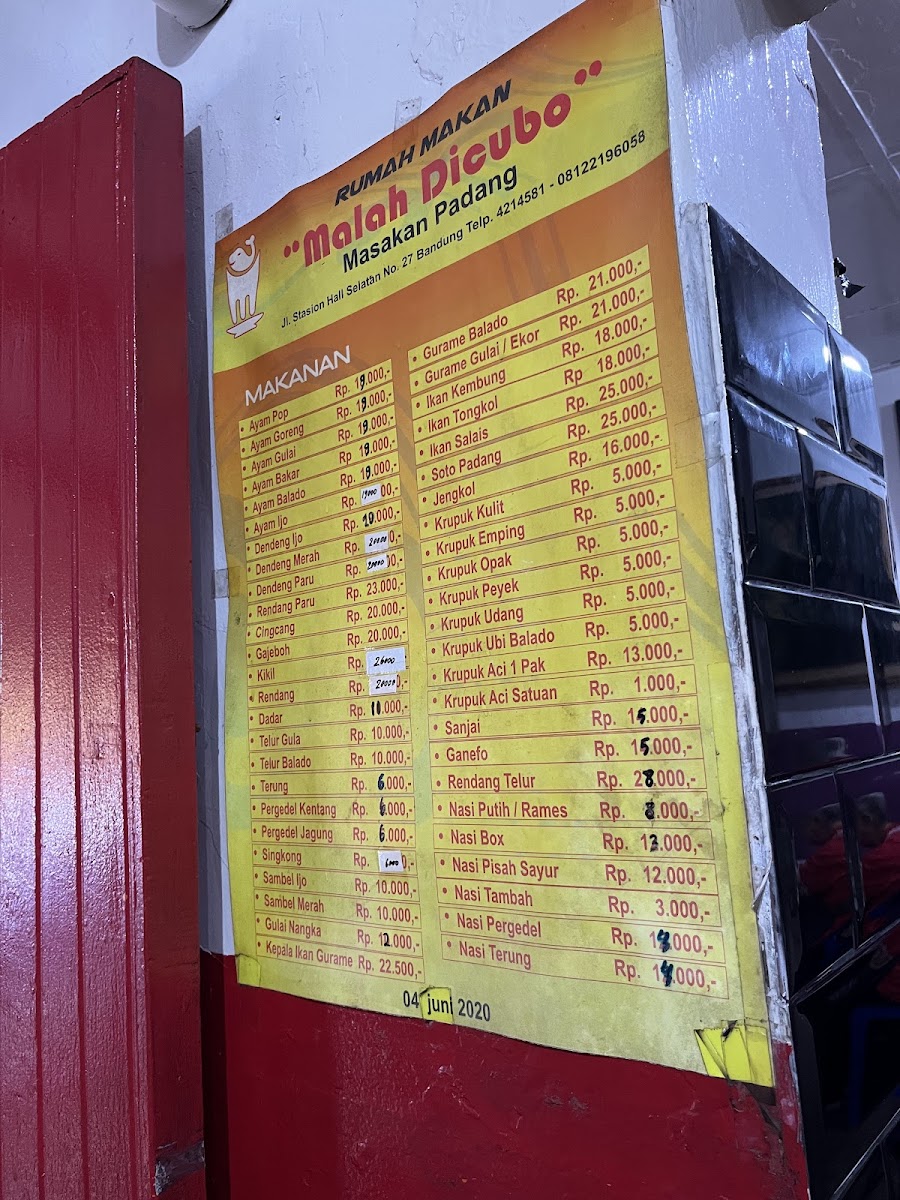 RUMAH MAKAN
"Malah Dicubo"
Masakan Padang
Jl. Stasion Hall Selatan No. 27 Bandung Telp. 4214581 - 08122196058
MAKANAN
• Ayam Pop Rp. 19.000,-
• Ayam Goreng Rp. 19.000,-
• Ayam Gulai Rp. 19.000,-
• Ayam Bakar Rp 19.000,-
• Ayam Balado Rp. 19.000,-
• Ayam Ijo Rp. 19000 00,-
• Dendeng Ijo Rp. 20.000,-
• Dendeng Merah Rp. 20000 0,-
• Dendeng Paru Rp. 20000 00,-
• Rendang Paru Rp. 23.000,-
• Cingcang Rp. 20.000,-
• Gajeboh Rp. 20.000,-
• Kikil Rp. 26000
• Rendang Rp. 20000 0,-
• Dadar Rp. .000,-
• Telur Gula Rp. 10.000,-
• Telur Balado Rp. 10.000,-
• Terung Rp. 6.000,-
• Pergedel Kentang Rp. 6.000,-
• Pergedel Jagung Rp. 6.000,-
• Singkong Rp. 6000 0,-
• Sambel Ijo Rp. 10.000,-
• Sambel Merah Rp. 10.000,-
• Gulai Nangka Rp. 12.000,-
• Kepala Ikan Gurame Rp. 22.500,-
• Gurame Balado Rp. 21.000,-
• Gurame Gulai / Ekor Rp. 21.000,-
• Ikan Kembung Rp. 18.000,-
• Ikan Tongkol Rp 18.000,-
• Ikan Salais Rp. 25.000,-
• Soto Padang Rp. 25.000,-
• Jengkol Rp. 16.000,-
• Krupuk Kulit Rp. 5.000,-
• Krupuk Emping Rp. 5.000,-
• Krupuk Opak Rp. 5.000,-
• Krupuk Peyek Rp. 5.000,-
• Krupuk Udang Rp. 5.000,-
• Krupuk Ubi Balado Rp. 5.000,-
• Krupuk Aci 1 Pak Rp. 13.000,-
• Krupuk Aci Satuan Rp. 1.000,-
• Sanjai Rp. 15.000,-
• Ganefo Rp. 15.000,-
• Rendang Telur Rp. 28.000,-
• Nasi Putih / Rames Rp. 8.000,-
• Nasi Box Rp. 13.000,-
• Nasi Pisah Sayur Rp. 12.000,-
• Nasi Tambah Rp. 3.000,-
• Nasi Pergedel Rp. 14.000,-
• Nasi Terung Rp. 14.000,-
04 juni 2020